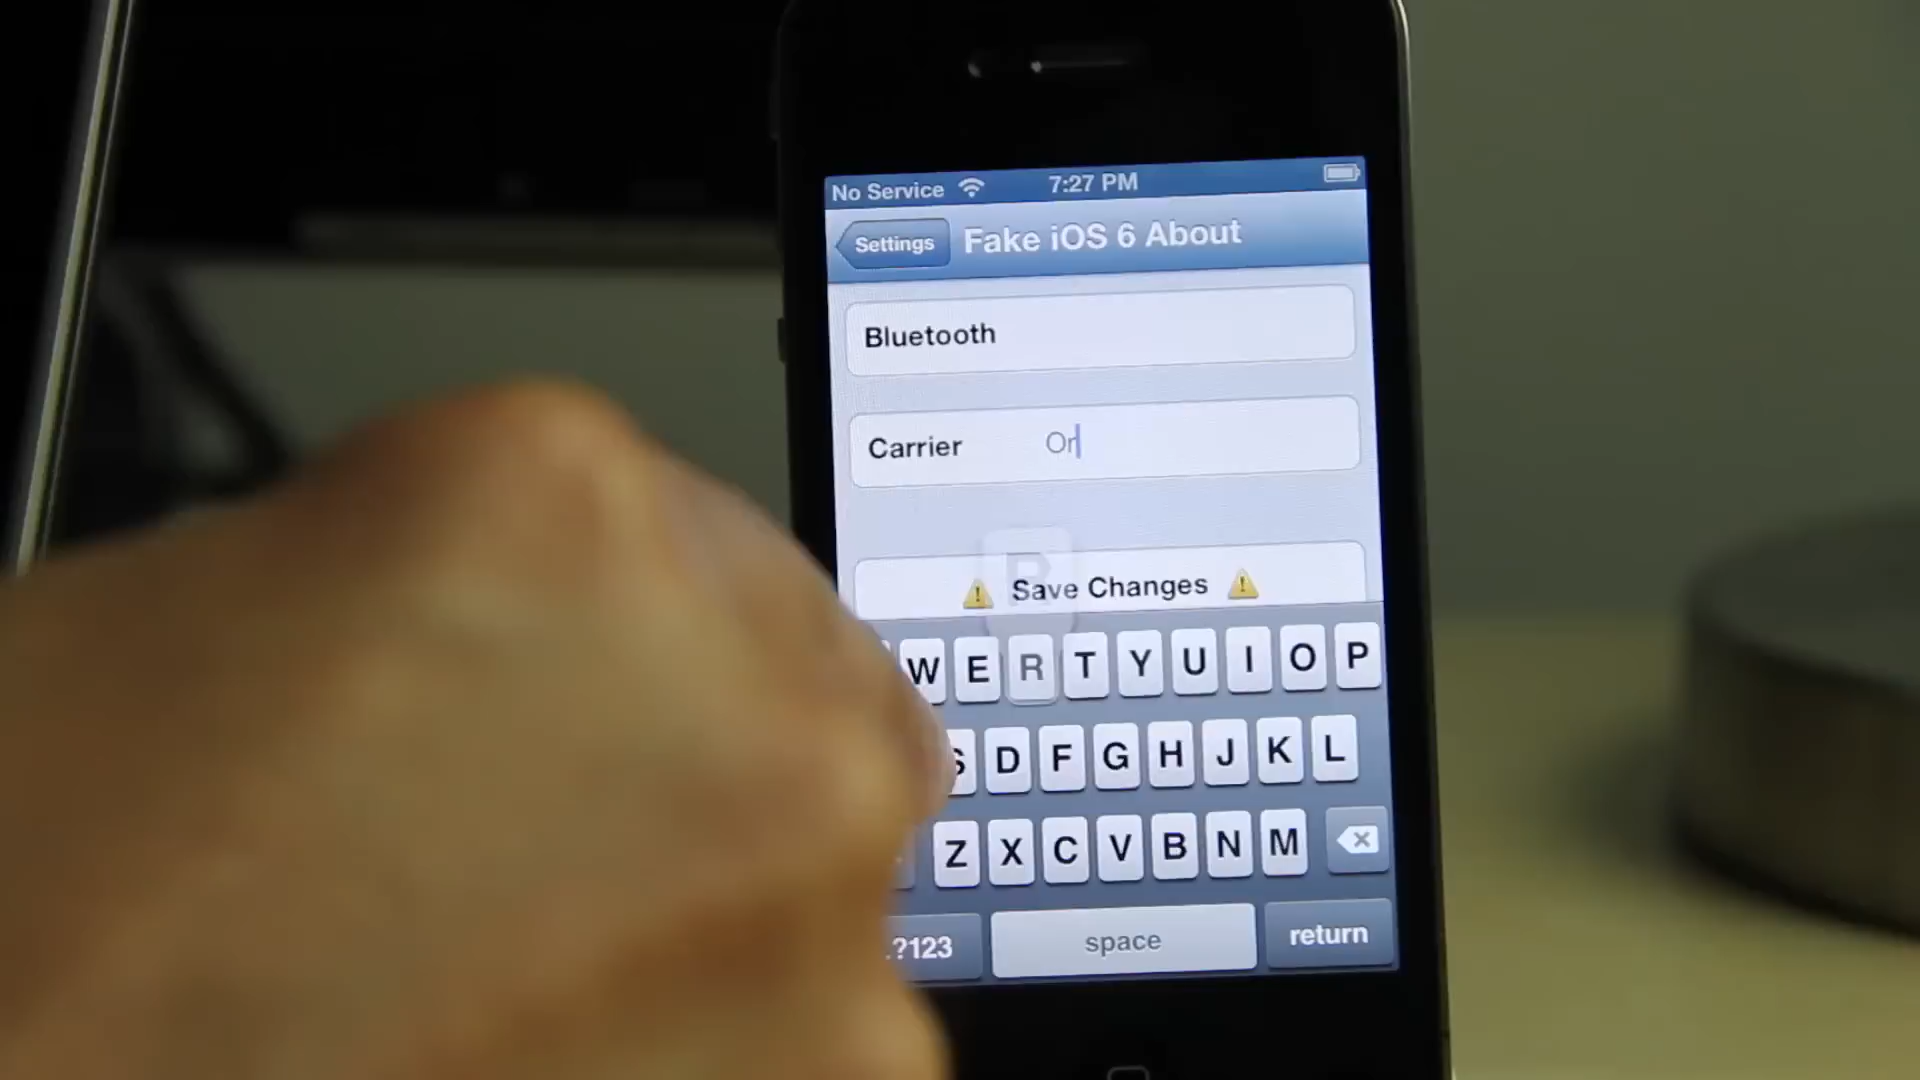 No Service 7:27 PM
Settings Fake iOS 6 About
Bluetooth
Carrier Or
R
Save Changes
W E R T Y U I O P
S D F G H J K L
Z X C V B N M
.?123 space return